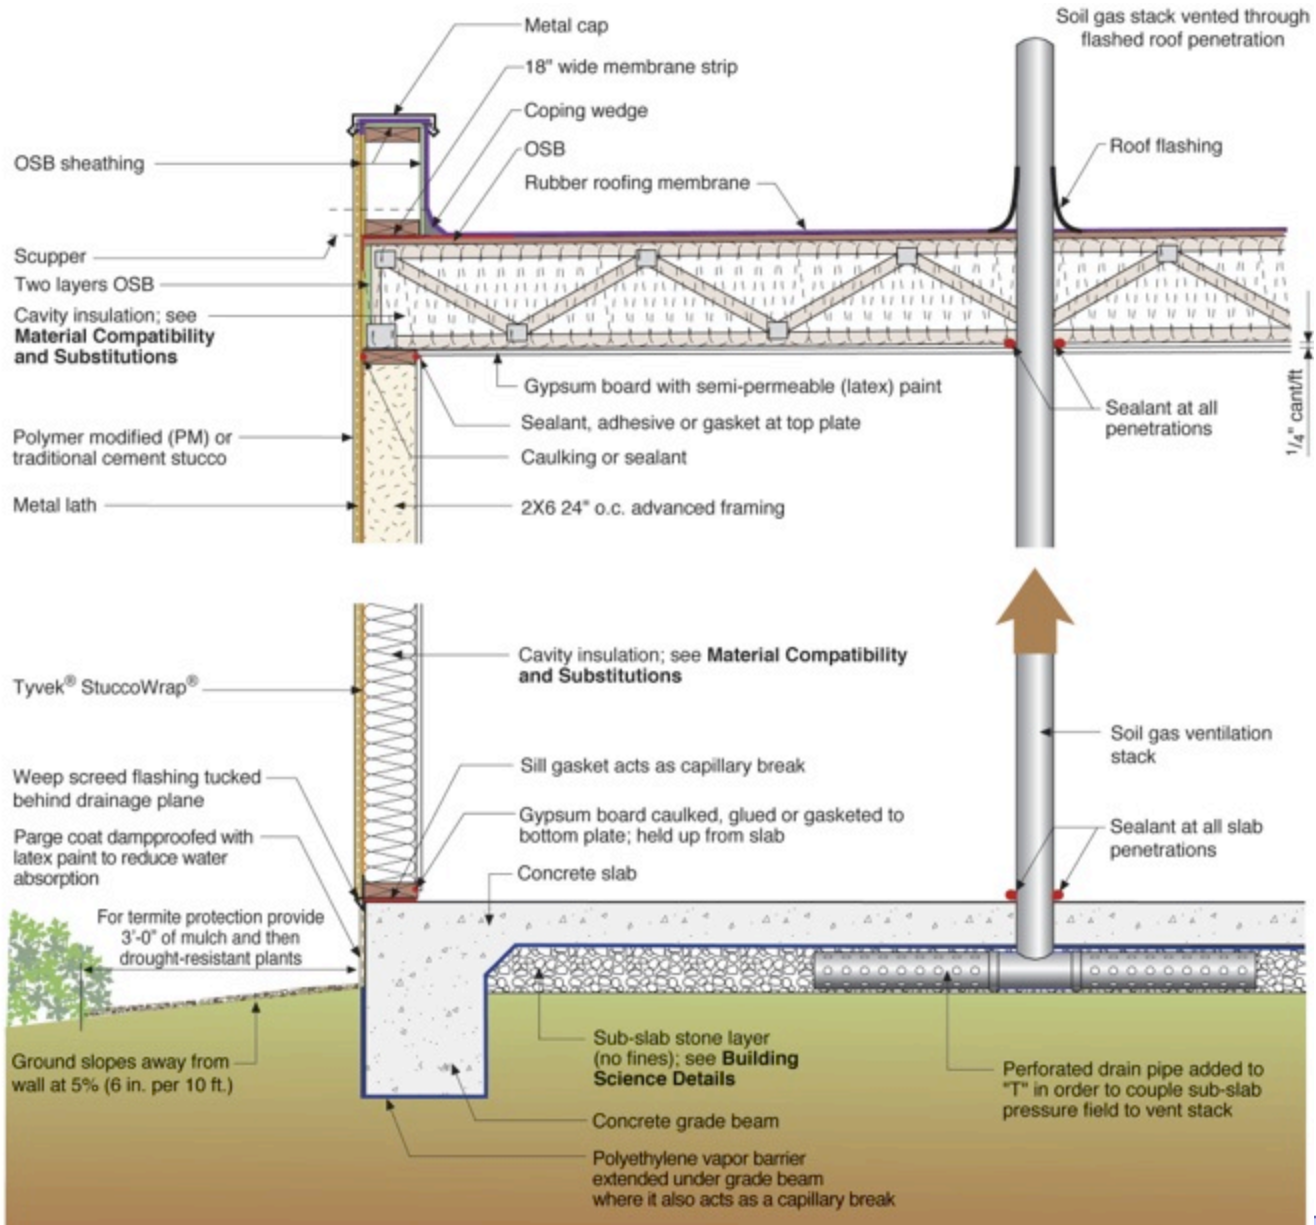 Metal cap
18" wide membrane strip
Coping wedge
OSB
Rubber roofing membrane
Soil gas stack vented through
flashed roof penetration
Roof flashing
OSB sheathing
Scupper
Two layers OSB
Cavity insulation; see
Material Compatibility
and Substitutions
Polymer modified (PM) or
traditional cement stucco
Metal lath
Gypsum board with semi-permeable (latex) paint
Sealant, adhesive or gasket at top plate
Caulking or sealant
2X6 24" o.c. advanced framing
Sealant at all
penetrations
1/4" cant/ft
Tyvek® StuccoWrap®
Weep screed flashing tucked
behind drainage plane
Parge coat dampproofed with
latex paint to reduce water
absorption
For termite protection provide
3'-0" of mulch and then
drought-resistant plants
Ground slopes away from
wall at 5% (6 in. per 10 ft.)
Cavity insulation; see Material Compatibility
and Substitutions
Sill gasket acts as capillary break
Gypsum board caulked, glued or gasketed to
bottom plate; held up from slab
Concrete slab
Soil gas ventilation
stack
Sealant at all slab
penetrations
Sub-slab stone layer
(no fines); see Building
Science Details
Concrete grade beam
Polyethylene vapor barrier
extended under grade beam
where it also acts as a capillary break
Perforated drain pipe added to
"T" in order to couple sub-slab
pressure field to vent stack